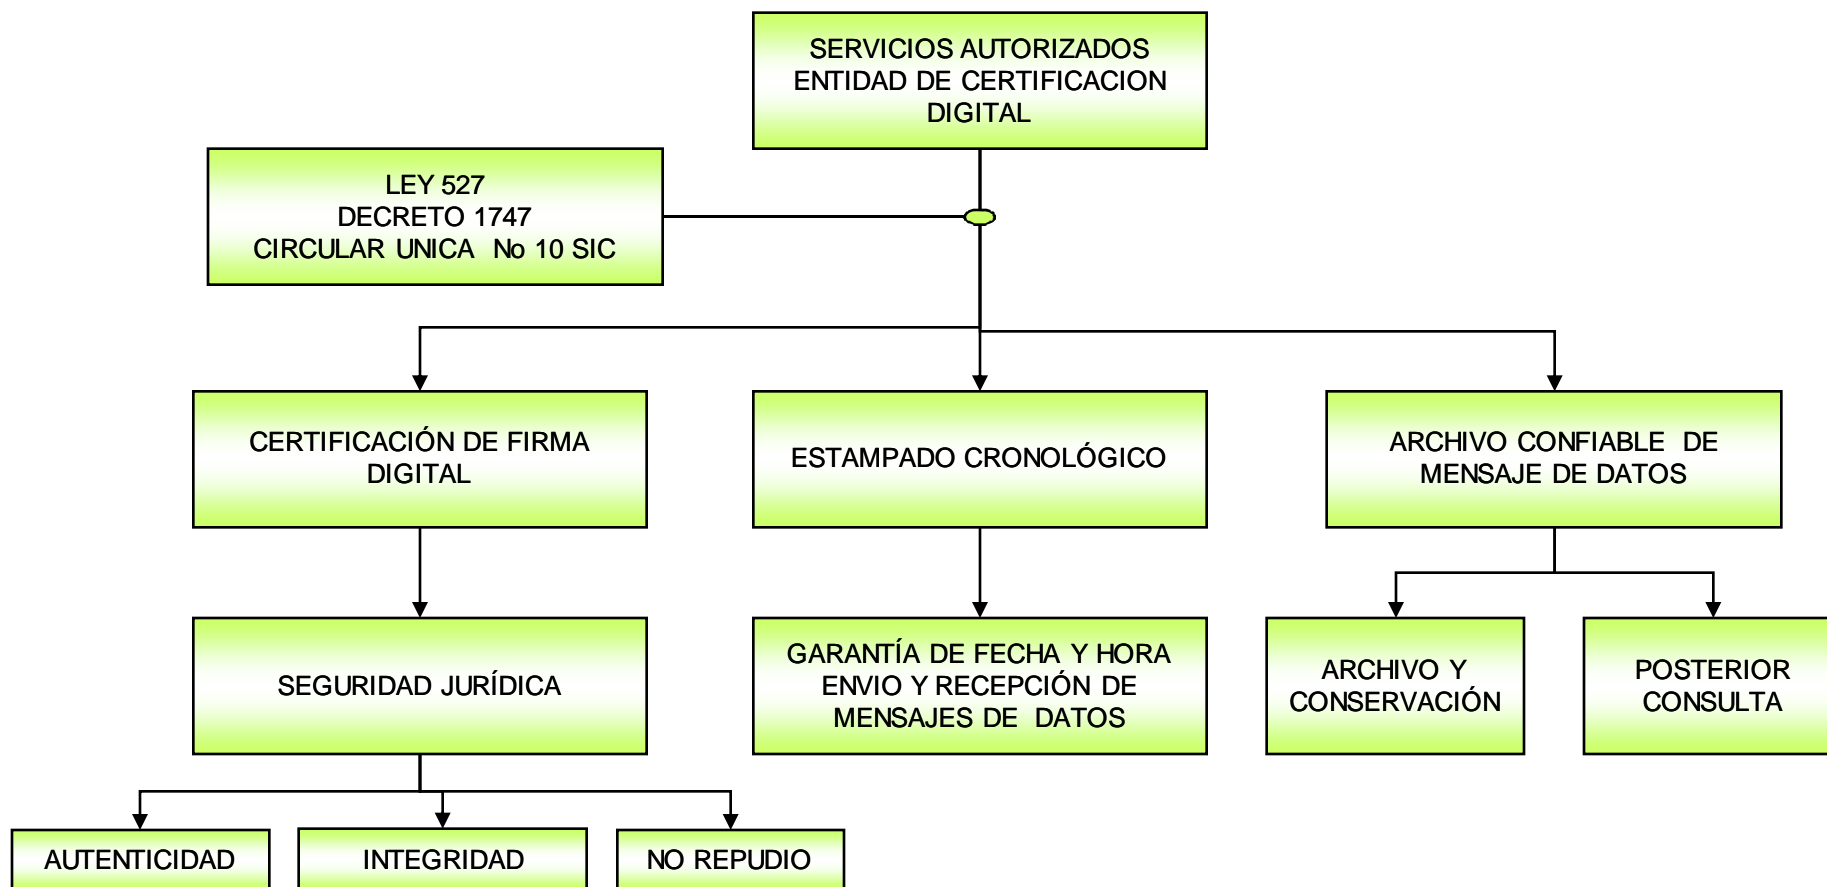 SERVICIOS AUTORIZADOS
ENTIDAD DE CERTIFICACION
DIGITAL
LEY 527
DECRETO 1747
CIRCULAR UNICA No 10 SIC
CERTIFICACIÓN DE FIRMA
DIGITAL
ESTAMPADO CRONOLÓGICO
ARCHIVO CONFIABLE DE
MENSAJE DE DATOS
SEGURIDAD JURÍDICA
GARANTÍA DE FECHA Y HORA
ENVIO Y RECEPCIÓN DE
MENSAJES DE DATOS
ARCHIVO Y
CONSERVACIÓN
POSTERIOR
CONSULTA
AUTENTICIDAD
INTEGRIDAD
NO REPUDIO